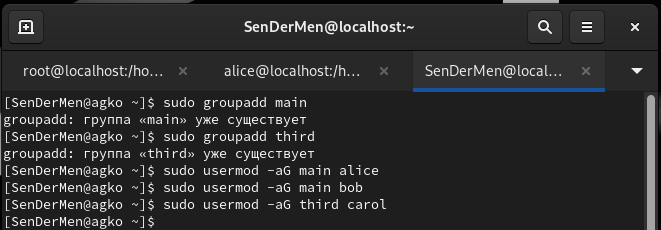 SenDerMen@localhost:~
root@localhost:/ho...
alice@localhost:/h...
SenDerMen@local...
[SenDerMen@agko ~]$ sudo groupadd main
groupadd: группа «main» уже существует
[SenDerMen@agko ~]$ sudo groupadd third
groupadd: группа «third» уже существует
[SenDerMen@agko ~]$ sudo usermod -aG main alice
[SenDerMen@agko ~]$ sudo usermod -aG main bob
[SenDerMen@agko ~]$ sudo usermod -aG third carol
[SenDerMen@agko ~]$